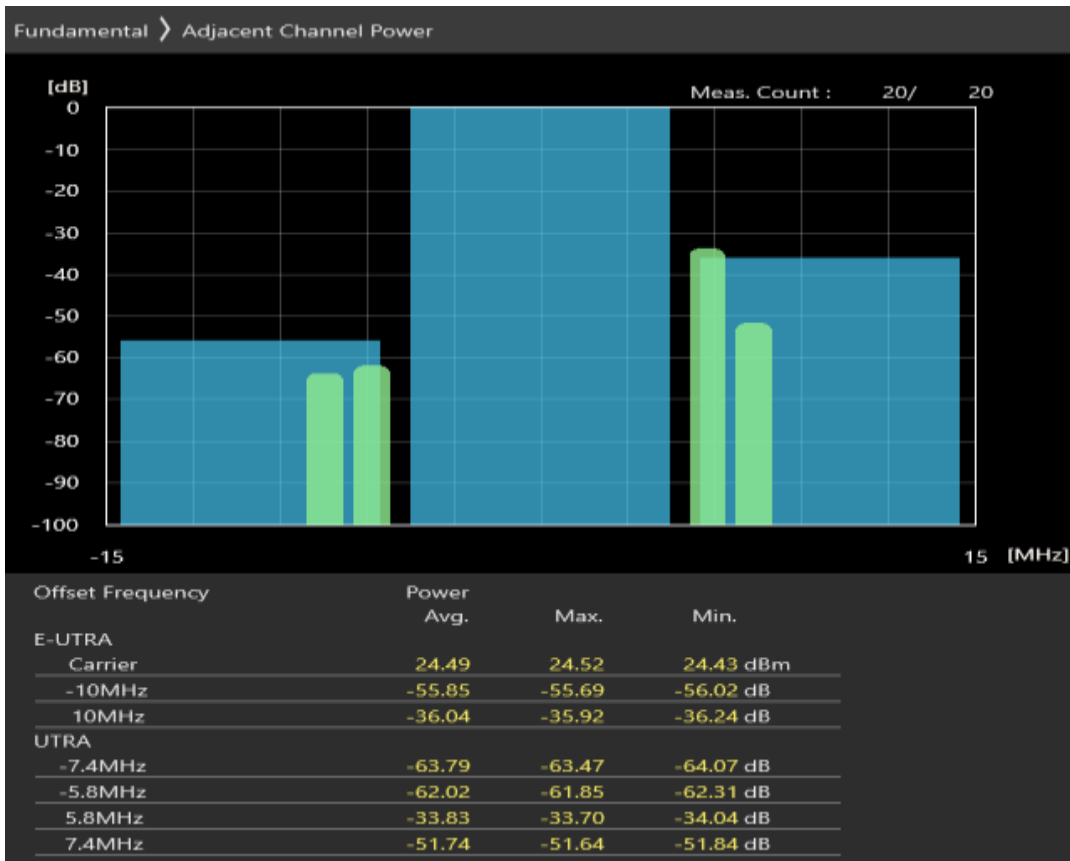 Fundamental 〉 Adjacent Channel Power
[dB]
Meas. Count : 20/ 20
0
-10
-20
-30
-40
-50
-60
-70
-80
-90
-100
-15 15 [MHz]
Offset Frequency Power
Avg. Max. Min.
E-UTRA
Carrier 24.49 24.52 24.43 dBm
-10MHz -55.85 -55.69 -56.02 dB
10MHz -36.04 -35.92 -36.24 dB
UTRA
-7.4MHz -63.79 -63.47 -64.07 dB
-5.8MHz -62.02 -61.85 -62.31 dB
5.8MHz -33.83 -33.70 -34.04 dB
7.4MHz -51.74 -51.64 -51.84 dB